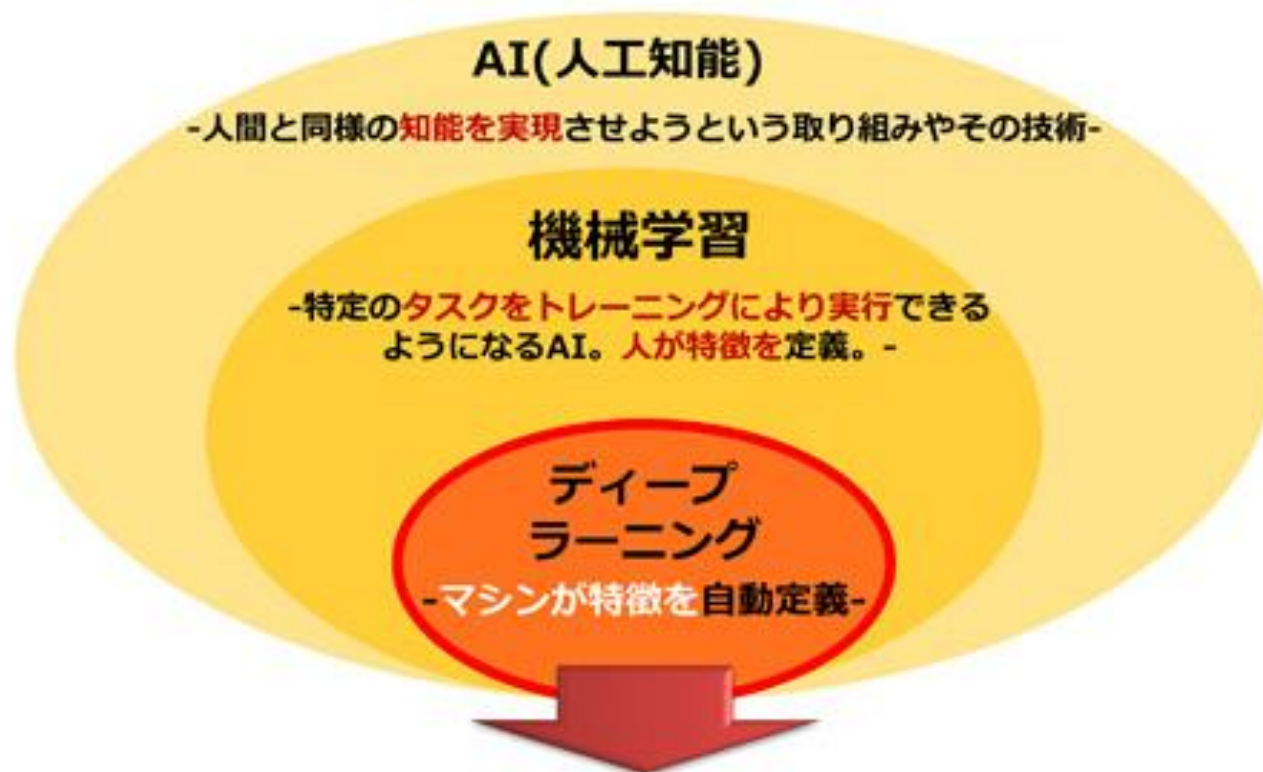 AI(人工知能)
-人間と同様の知能を実現させようという取り組みやその技術-
機械学習
-特定のタスクをトレーニングにより実行できる
ようになるAI。人が特徴を定義。-
ディープ
ラーニング
-マシンが特徴を自動定義-